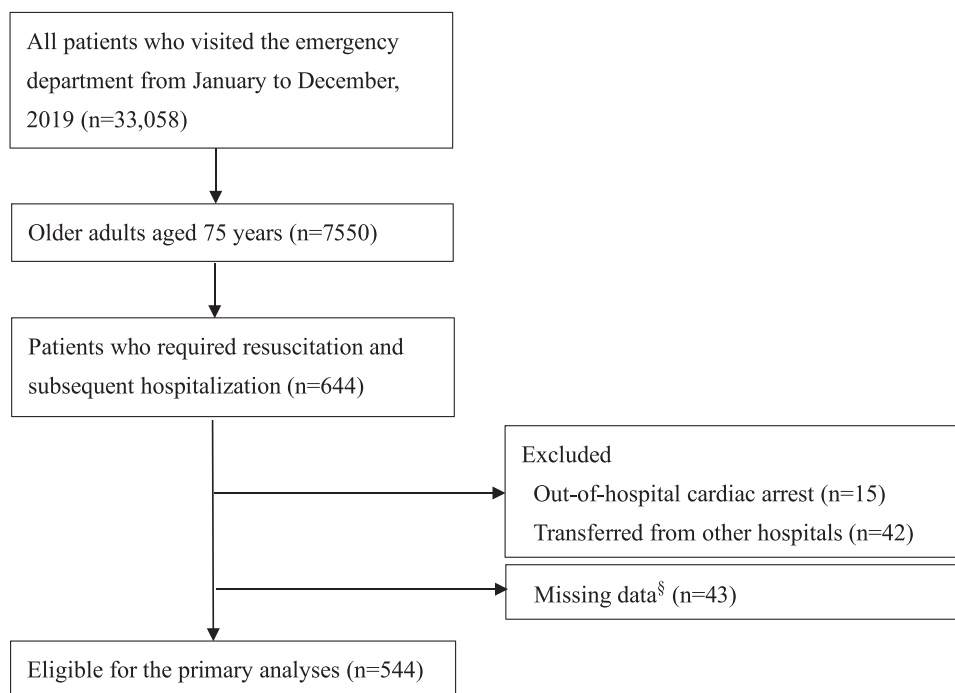 All patients who visited the emergency
department from January to December,
2019 (n=33,058)
Older adults aged 75 years (n=7550)
Patients who required resuscitation and
subsequent hospitalization (n=644)
Excluded
Out-of-hospital cardiac arrest (n=15)
Transferred from other hospitals (n=42)
Missing data§ (n=43)
Eligible for the primary analyses (n=544)